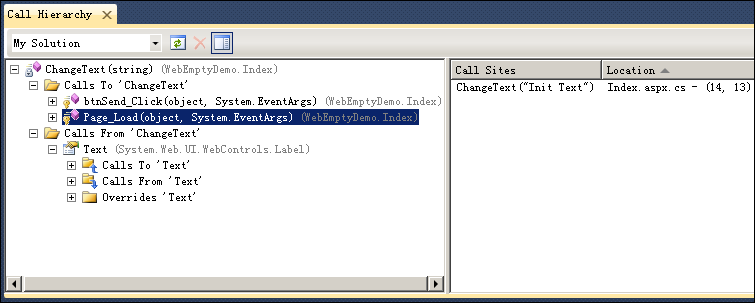 Call Hierarchy
My Solution
ChangeText(string) (WebEmptyDemo.Index)
Calls To 'ChangeText'
btnSend_Click(object, System.EventArgs) (WebEmptyDemo.Index)
Page_Load(object, System.EventArgs) (WebEmptyDemo.Index)
Calls From 'ChangeText'
Text (System.Web.UI.WebControls.Label)
Calls To 'Text'
Calls From 'Text'
Overrides 'Text'
Call Sites Location
ChangeText("Init Text") Index.aspx.cs - (14, 13)